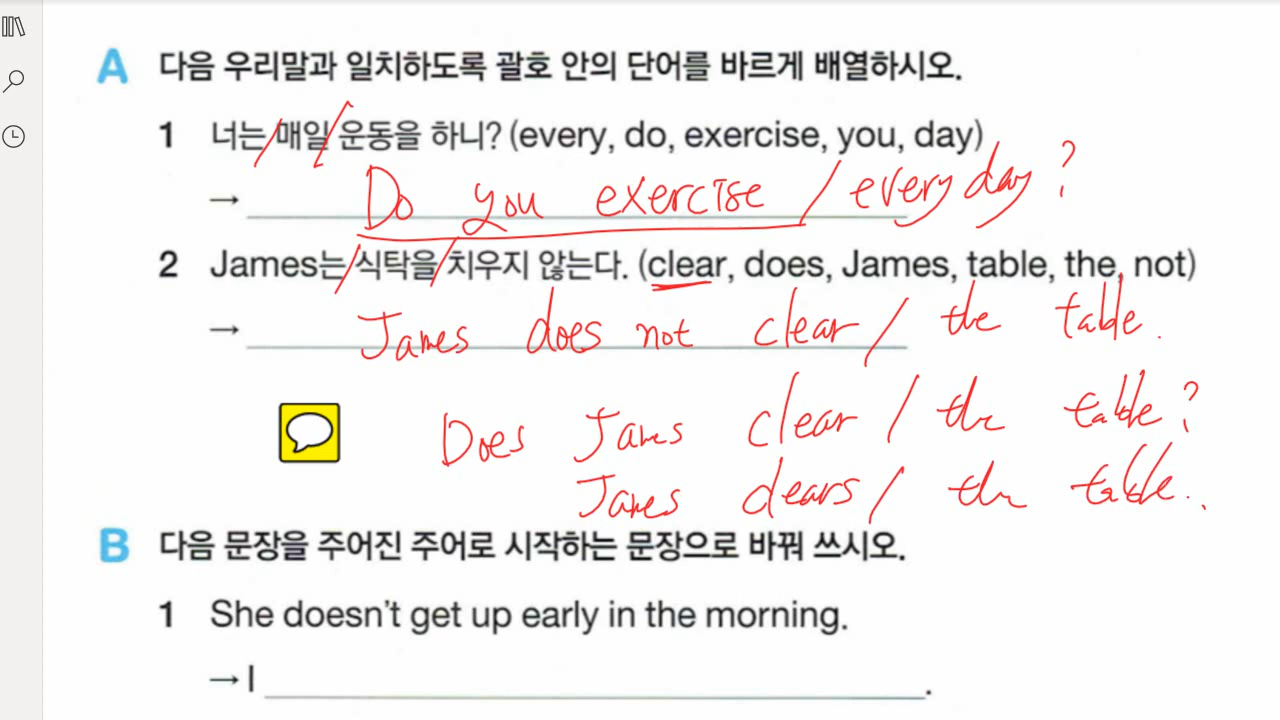 A 다음 우리말과 일치하도록 괄호 안의 단어를 바르게 배열하시오.
1 너는/매일/운동을 하니? (every, do, exercise, you, day)
→ Do you exercise / every day?
2 James는/식탁을/치우지 않는다. (clear, does, James, table, the, not)
→ James does not clear / the table.
Does James clear / the table?
James clears / the table.
B 다음 문장을 주어진 주어로 시작하는 문장으로 바꿔 쓰시오.
1 She doesn't get up early in the morning.
→ I .